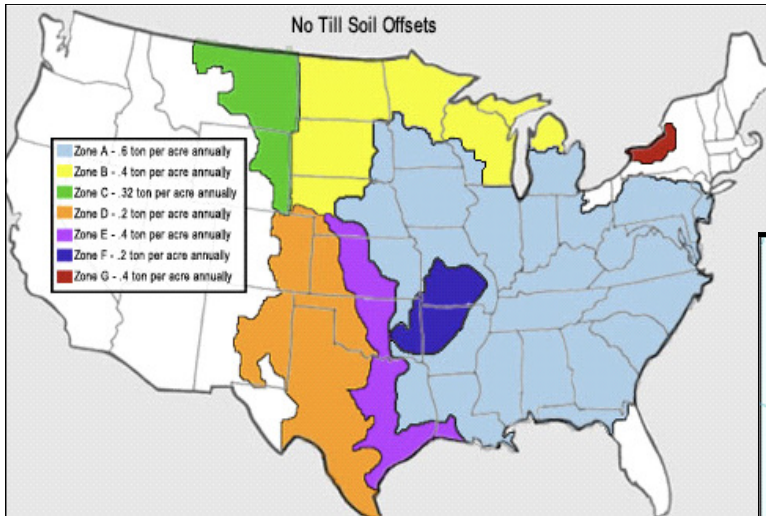 No Till Soil Offsets
Zone A - .6 ton per acre annually
Zone B - .4 ton per acre annually
Zone C - .32 ton per acre annually
Zone D - .2 ton per acre annually
Zone E - .4 ton per acre annually
Zone F - .2 ton per acre annually
Zone G - .4 ton per acre annually